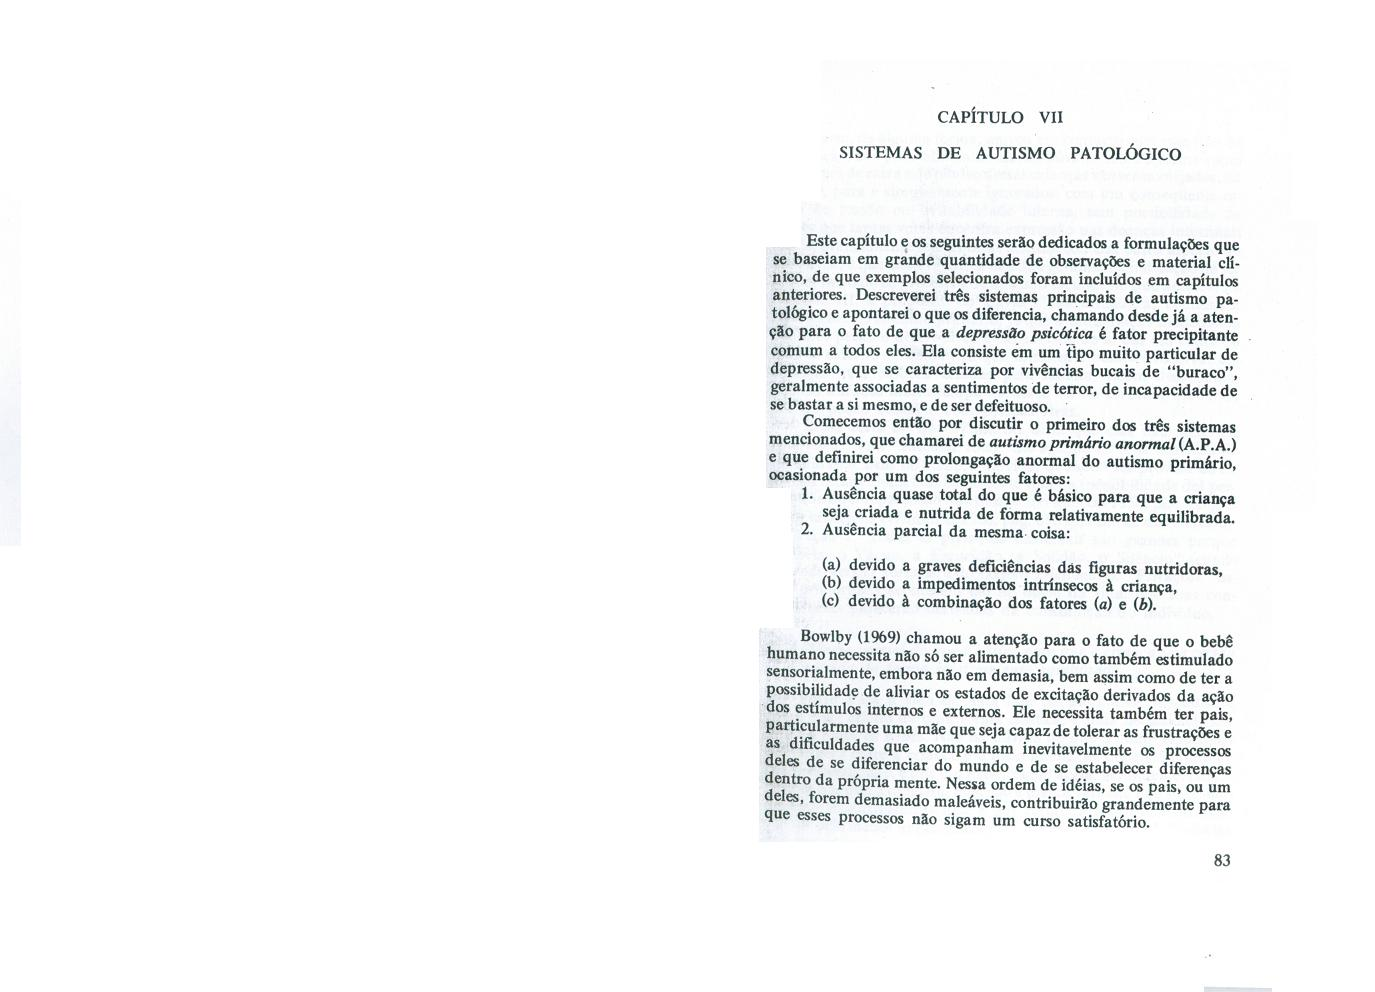 CAPÍTULO VII
SISTEMAS DE AUTISMO PATOLÓGICO
Este capítulo e os seguintes serão dedicados a formulações que
se baseiam em grande quantidade de observações e material clí-
nico, de que exemplos selecionados foram incluídos em capítulos
anteriores. Descreverei três sistemas principais de autismo pa-
tológico e apontarei o que os diferencia, chamando desde já a aten-
ção para o fato de que a depressão psicótica é fator precipitante
comum a todos eles. Ela consiste em um tipo muito particular de
depressão, que se caracteriza por vivências bucais de “buraco”,
geralmente associadas a sentimentos de terror, de incapacidade de
se bastar a si mesmo, e de ser defeituoso.
Comecemos então por discutir o primeiro dos três sistemas
mencionados, que chamarei de autismo primário anormal (A.P.A.)
e que definirei como prolongação anormal do autismo primário,
ocasionada por um dos seguintes fatores:
1. Ausência quase total do que é básico para que a criança
seja criada e nutrida de forma relativamente equilibrada.
2. Ausência parcial da mesma coisa:
(a) devido a graves deficiências das figuras nutridoras,
(b) devido a impedimentos intrínsecos à criança,
(c) devido à combinação dos fatores (a) e (b).
Bowlby (1969) chamou a atenção para o fato de que o bebê
humano necessita não só ser alimentado como também estimulado
sensorialmente, embora não em demasia, bem assim como de ter a
possibilidade de aliviar os estados de excitação derivados da ação
dos estímulos internos e externos. Ele necessita também ter pais,
particularmente uma mãe que seja capaz de tolerar as frustrações e
as dificuldades que acompanham inevitavelmente os processos
deles de se diferenciar do mundo e de se estabelecer diferenças
dentro da própria mente. Nessa ordem de idéias, se os pais, ou um
deles, forem demasiado maleáveis, contribuirão grandemente para
que esses processos não sigam um curso satisfatório.
83